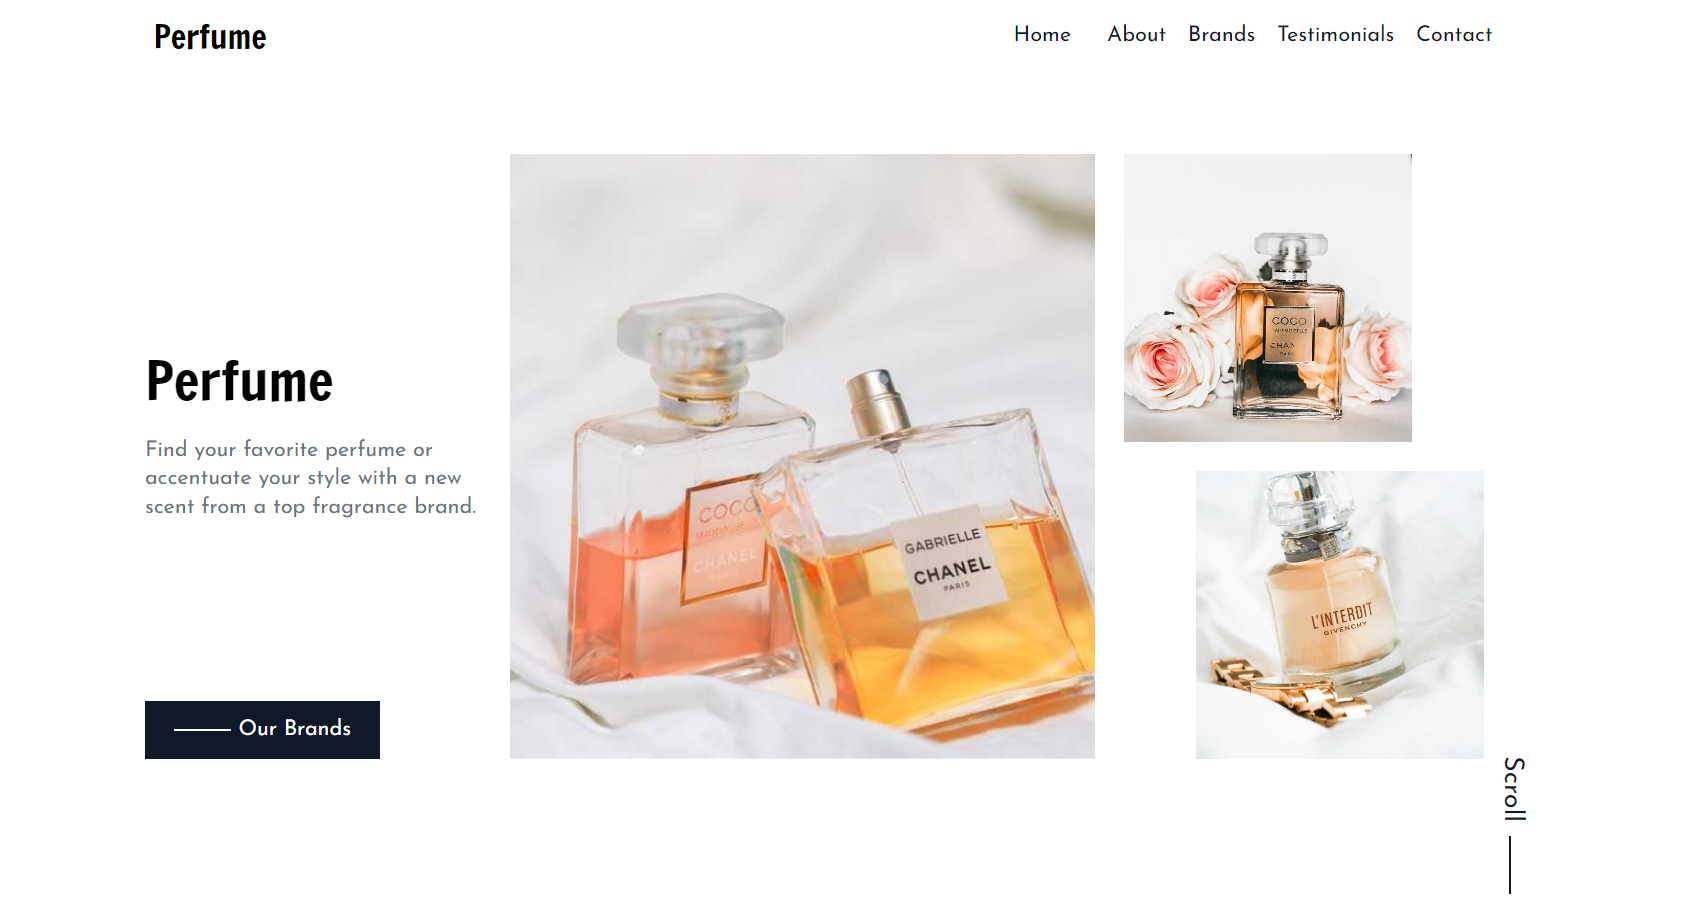 Perfume
Home About Brands Testimonials Contact
Perfume
Find your favorite perfume or
accentuate your style with a new
scent from a top fragrance brand.
Our Brands
COCO
MADEMOISELLE
CHANEL
PARIS
GABRIELLE
CHANEL
PARIS
COCO
MADEMOISELLE
CHAN
PARIS
L'INTERDIT
GIVENCHY
Scroll